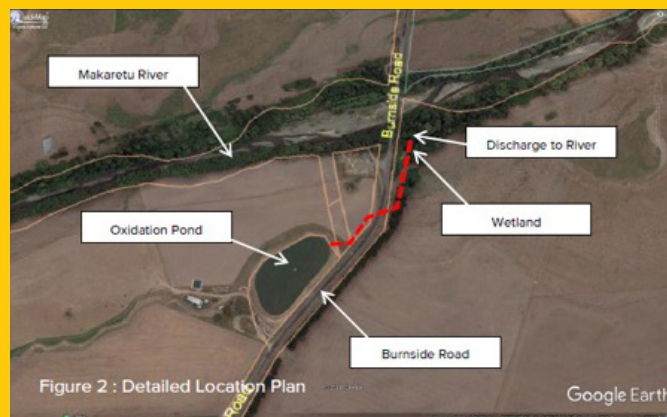 Makaretu River
Burnside Road
Discharge to River
Wetland
Oxidation Pond
Burnside Road
Figure 2 : Detailed Location Plan
Road
Google Earth